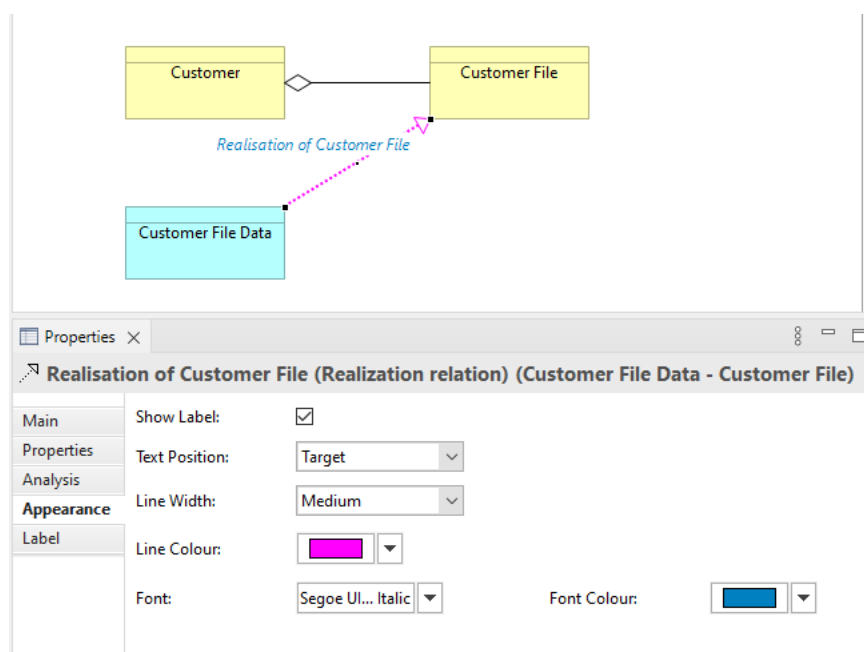 Customer
Customer File
Realisation of Customer File
Customer File Data
Properties
Realisation of Customer File (Realization relation) (Customer File Data - Customer File)
Main
Properties
Analysis
Appearance
Label
Show Label:
Text Position: Target
Line Width: Medium
Line Colour:
Font: Segoe UI... Italic Font Colour: